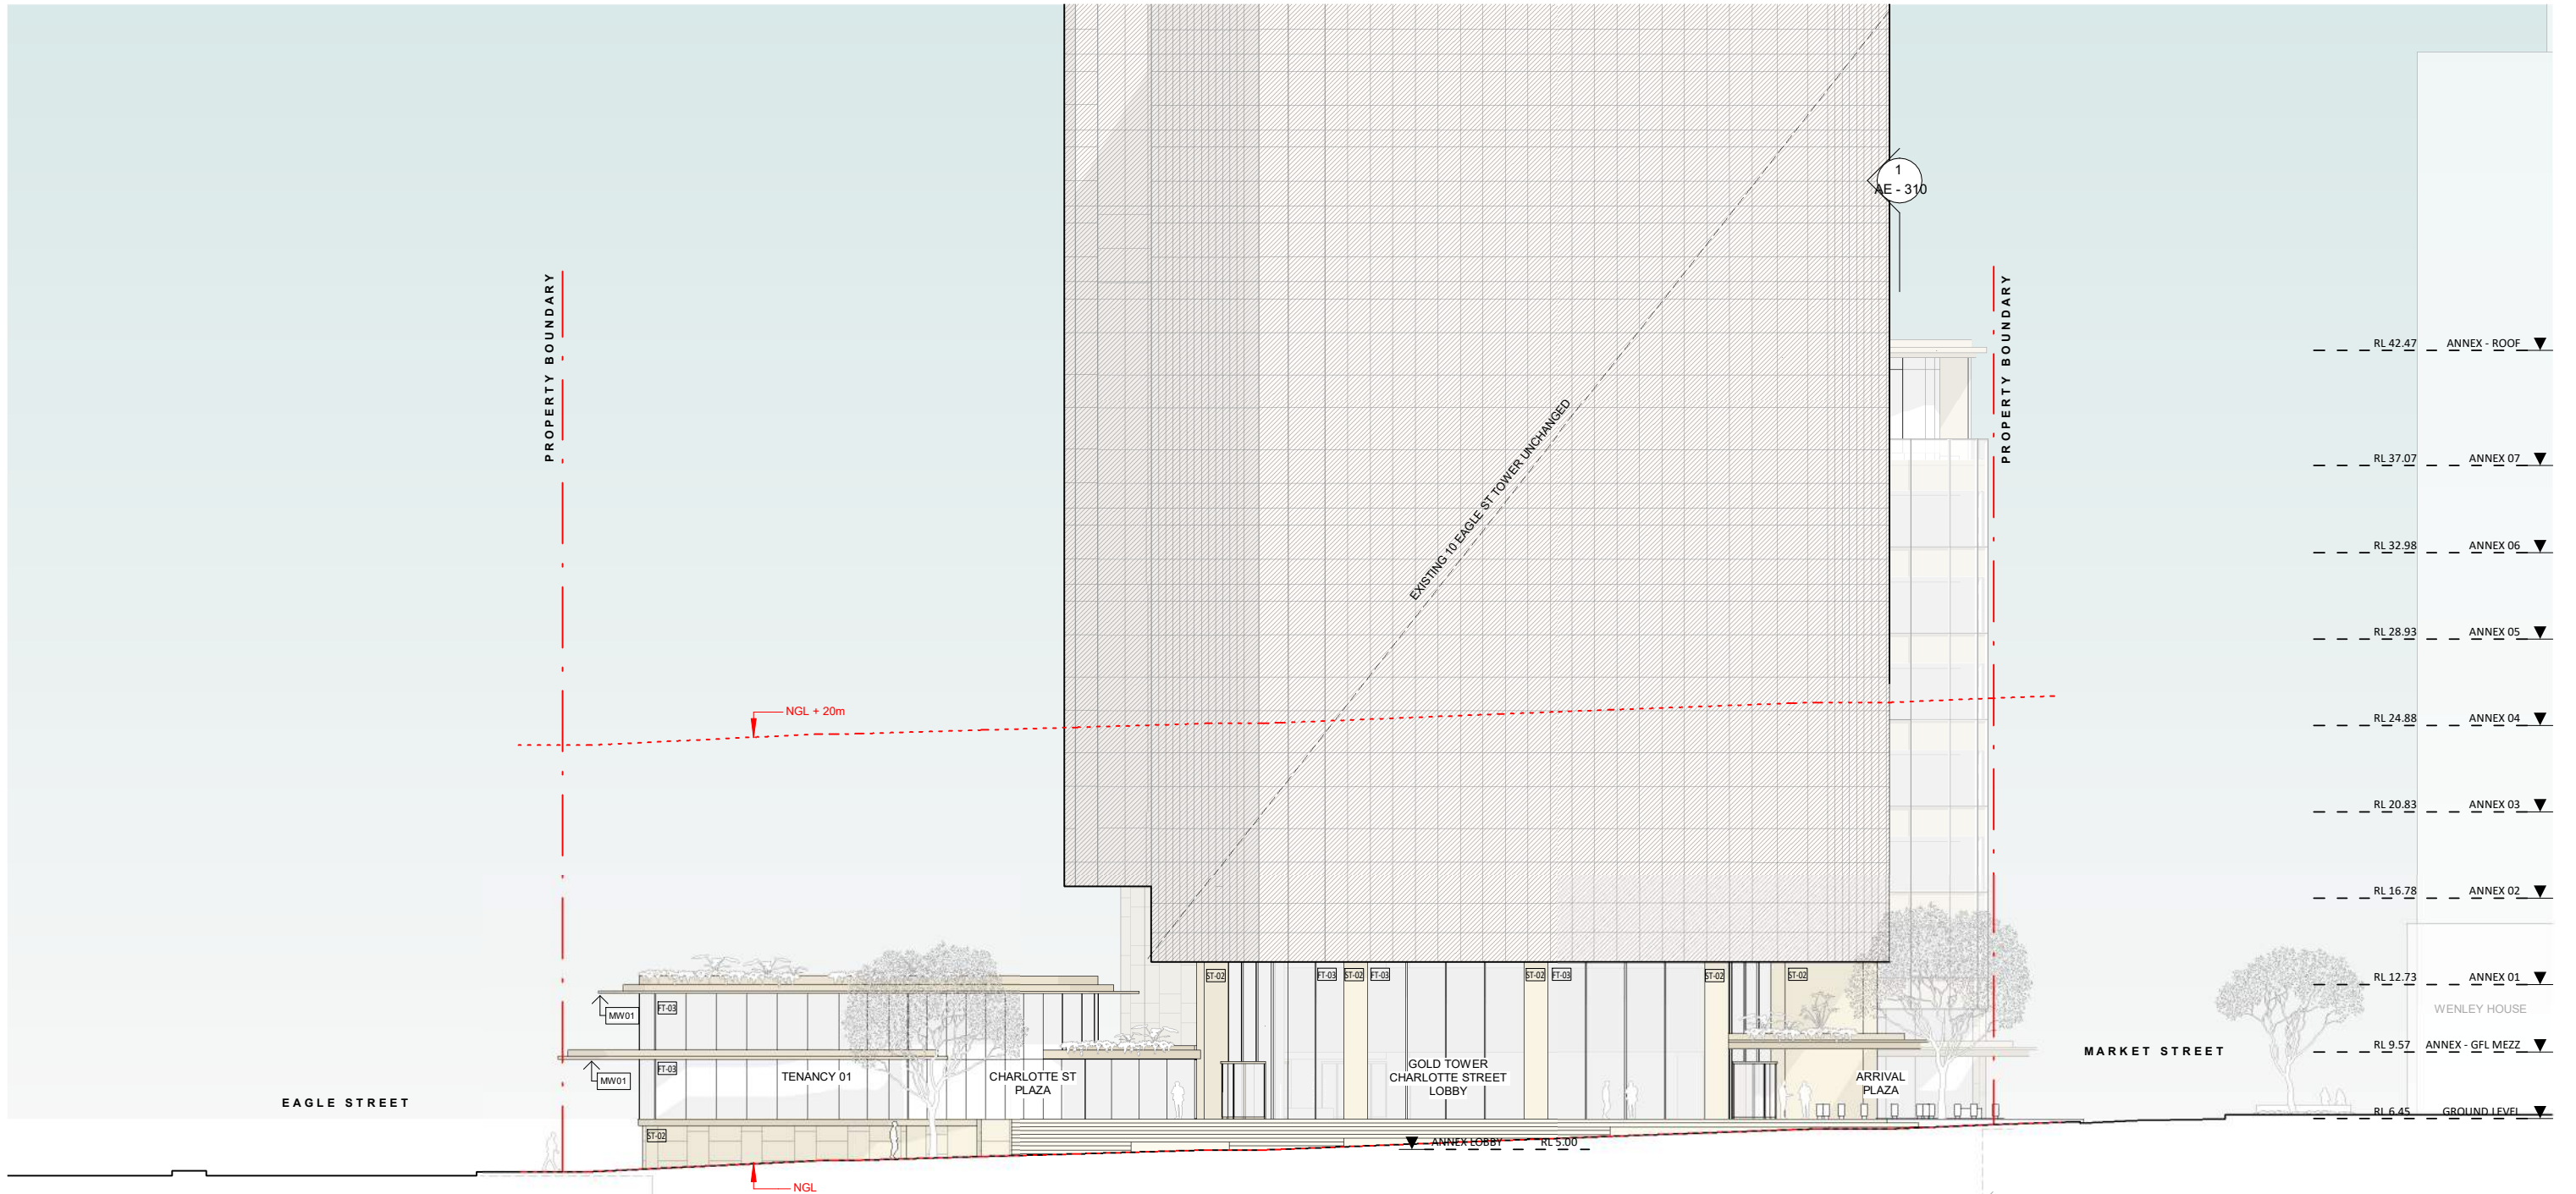 1
AE - 310
PROPERTY BOUNDARY
PROPERTY BOUNDARY
RL 42.47 ANNEX - ROOF
EXISTING 10 EAGLE ST TOWER UNCHANGED
RL 37.07 ANNEX 07
RL 32.98 ANNEX 06
RL 28.93 ANNEX 05
NGL + 20m
RL 24.88 ANNEX 04
RL 20.83 ANNEX 03
RL 16.78 ANNEX 02
ST-02
FT-03
ST-02
FT-03
ST-02
FT-03
ST-02
ST-02
RL 12.73 ANNEX 01
FT-03
MW01
WENLEY HOUSE
RL 9.57 ANNEX - GFL MEZZ
MARKET STREET
FT-03
MW01
TENANCY 01
CHARLOTTE ST
PLAZA
GOLD TOWER
CHARLOTTE STREET
LOBBY
ARRIVAL
PLAZA
EAGLE STREET
RL 6.45 GROUND LEVEL
ST-02
ANNEX LOBBY RL 5.00
NGL